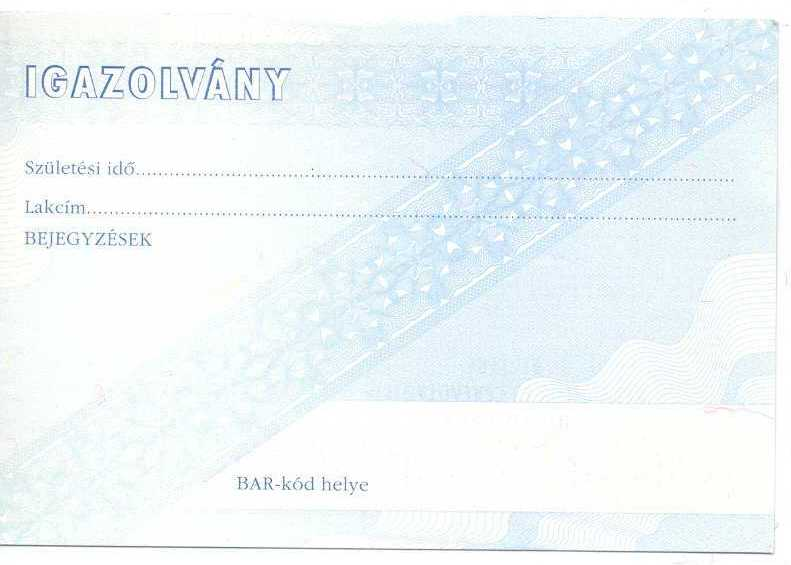 IGAZOLVÁNY
Születési idő
Lakcím
BEJEGYZÉSEK
BAR-kód helye